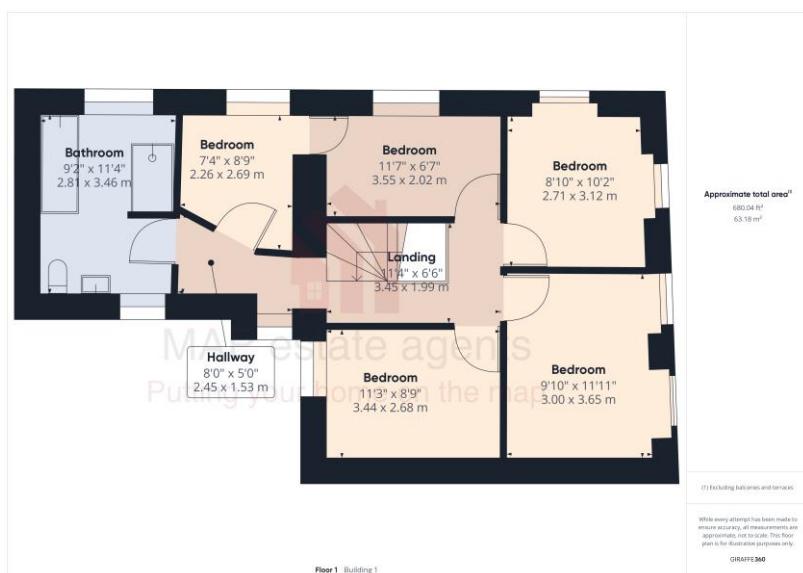 Bathroom
9'2" x 11'4"
2.81 x 3.46 m
Bedroom
7'4" x 8'9"
2.26 x 2.69 m
Bedroom
11'7" x 6'7"
3.55 x 2.02 m
Bedroom
8'10" x 10'2"
2.71 x 3.12 m
Landing
11'4" x 6'6"
3.45 x 1.99 m
Hallway
8'0" x 5'0"
2.45 x 1.53 m
Bedroom
11'3" x 8'9"
3.44 x 2.68 m
Bedroom
9'10" x 11'11"
3.00 x 3.65 m
MAP estate agents
Putting your home on the map
Floor 1 Building 1
Approximate total area(1)
680.04 ft²
63.18 m²
(1) Excluding balconies and terraces
While every attempt has been made to
ensure accuracy, all measurements are
approximate, not to scale. This floor
plan is for illustrative purposes only.
GIRAFFE360